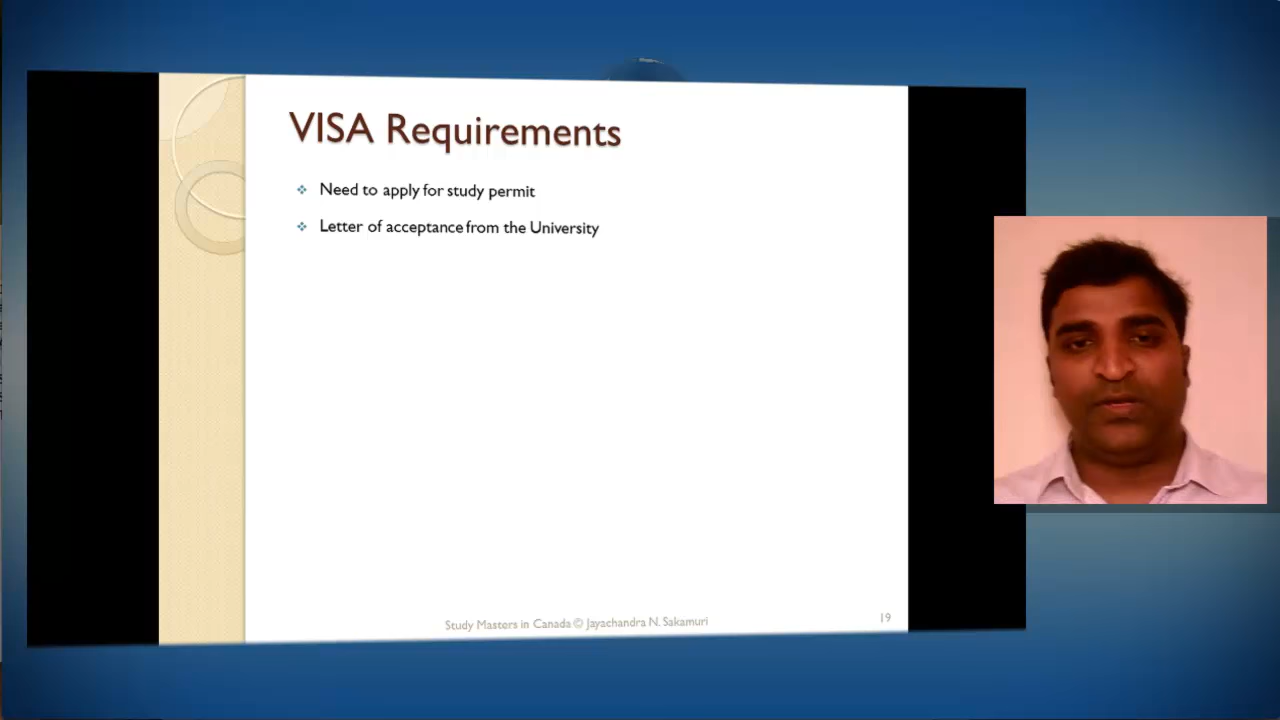 VISA Requirements
Need to apply for study permit
Letter of acceptance from the University
Study Masters in Canada © Jayachandra N. Sakamuri
19